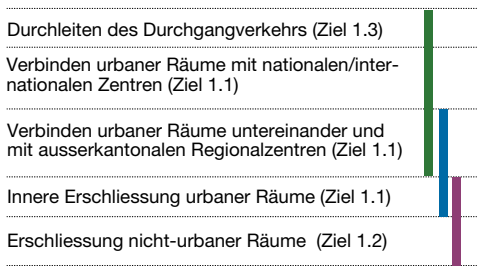 Durchleiten des Durchgangverkehrs (Ziel 1.3)
Verbinden urbaner Räume mit nationalen/inter-
nationalen Zentren (Ziel 1.1)
Verbinden urbaner Räume untereinander und
mit ausserkantonalen Regionalzentren (Ziel 1.1)
Innere Erschliessung urbaner Räume (Ziel 1.1)
Erschliessung nicht-urbaner Räume (Ziel 1.2)